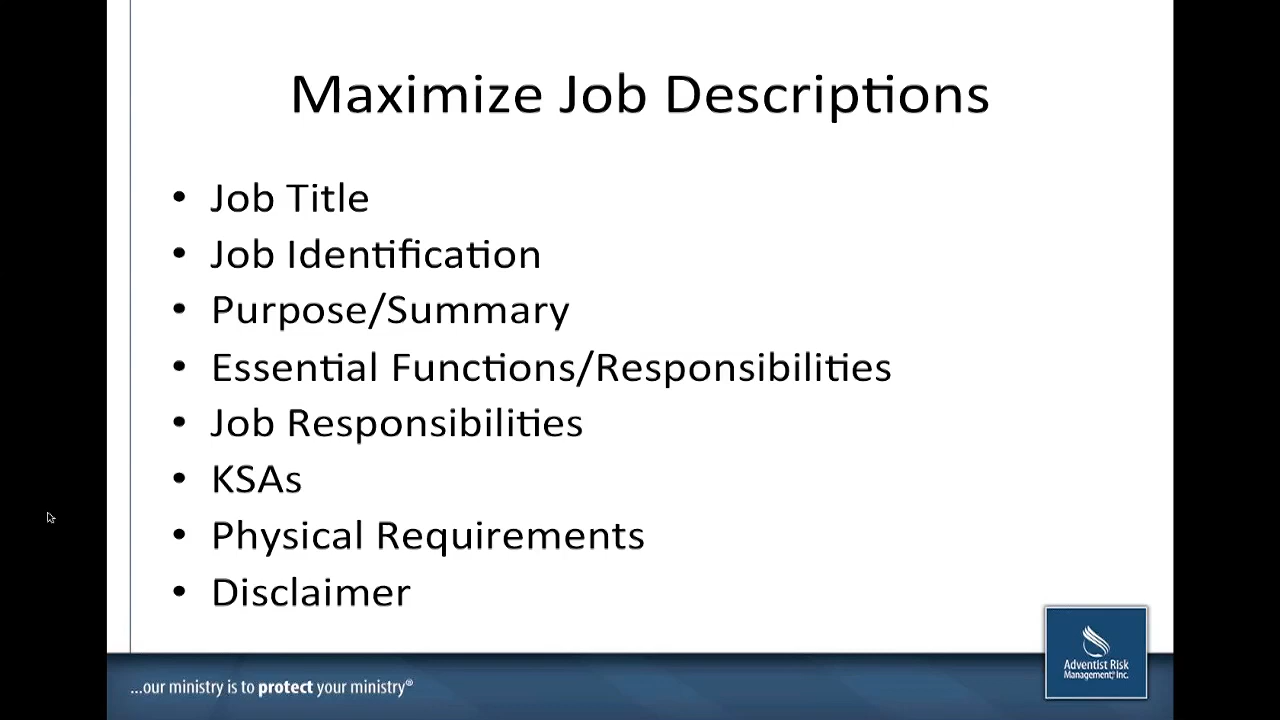 Maximize Job Descriptions
• Job Title
• Job Identification
• Purpose/Summary
• Essential Functions/Responsibilities
• Job Responsibilities
• KSAs
• Physical Requirements
• Disclaimer
...our ministry is to protect your ministry®
Adventist Risk
Management, Inc.